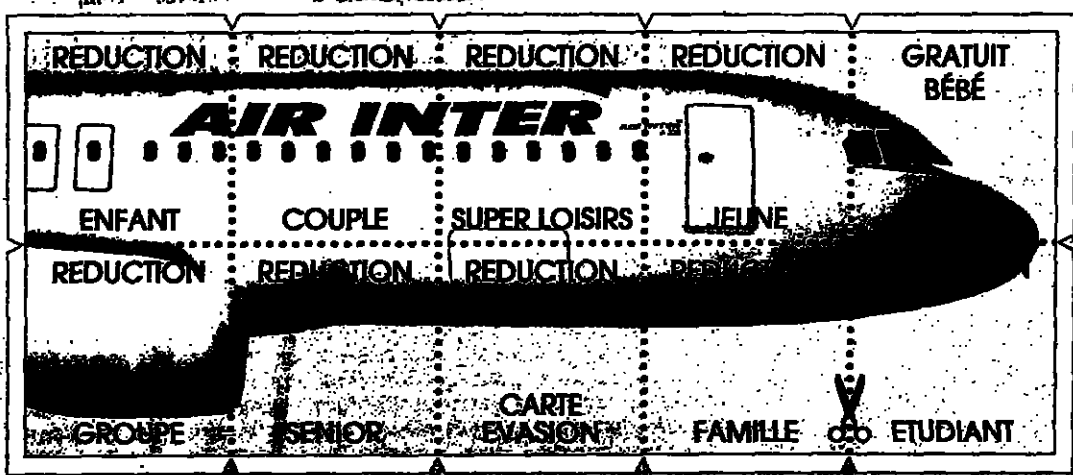 REDUCTION REDUCTION REDUCTION REDUCTION GRATUIT
BÉBÉ
AIR INTER
ENFANT COUPLE SUPER LOISIRS JEUNE
REDUCTION REDUCTION REDUCTION REDUCTION
CARTE
GROUPE SENIOR EVASION FAMILLE ETUDIANT